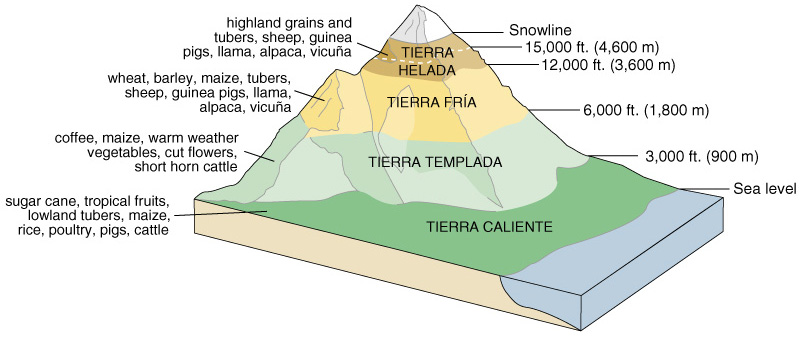 highland grains and
tubers, sheep, guinea
pigs, llama, alpaca, vicuña
wheat, barley, maize, tubers,
sheep, guinea pigs, llama,
alpaca, vicuña
coffee, maize, warm weather
vegetables, cut flowers,
short horn cattle
sugar cane, tropical fruits,
lowland tubers, maize,
rice, poultry, pigs, cattle
TIERRA
HELADA
TIERRA FRÍA
TIERRA TEMPLADA
TIERRA CALIENTE
Snowline
15,000 ft. (4,600 m)
12,000 ft. (3,600 m)
6,000 ft. (1,800 m)
3,000 ft. (900 m)
Sea level